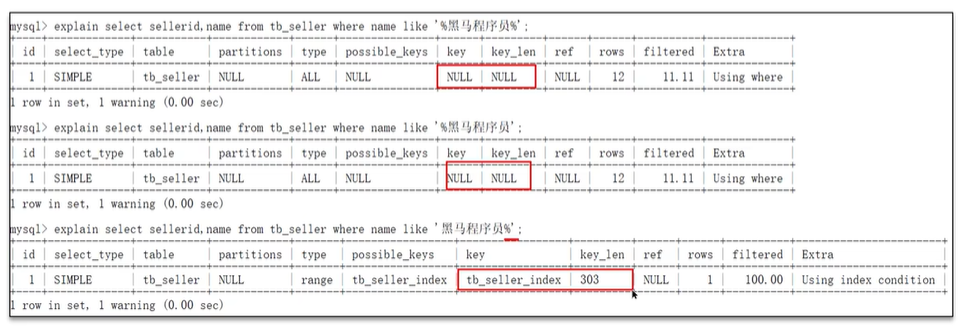 mysql> explain select sellerid,name from tb_seller where name like '%黑马程序员%';
id | select_type | table | partitions | type | possible_keys | key | key_len | ref | rows | filtered | Extra
1 | SIMPLE | tb_seller | NULL | ALL | NULL | NULL | NULL | NULL | 12 | 11.11 | Using where
1 row in set, 1 warning (0.00 sec)
mysql> explain select sellerid,name from tb_seller where name like '%黑马程序员';
id | select_type | table | partitions | type | possible_keys | key | key_len | ref | rows | filtered | Extra
1 | SIMPLE | tb_seller | NULL | ALL | NULL | NULL | NULL | NULL | 12 | 11.11 | Using where
1 row in set, 1 warning (0.00 sec)
mysql> explain select sellerid,name from tb_seller where name like '黑马程序员%';
id | select_type | table | partitions | type | possible_keys | key | key_len | ref | rows | filtered | Extra
1 | SIMPLE | tb_seller | NULL | range | tb_seller_index | tb_seller_index | 303 | NULL | 1 | 100.00 | Using index condition
1 row in set, 1 warning (0.00 sec)